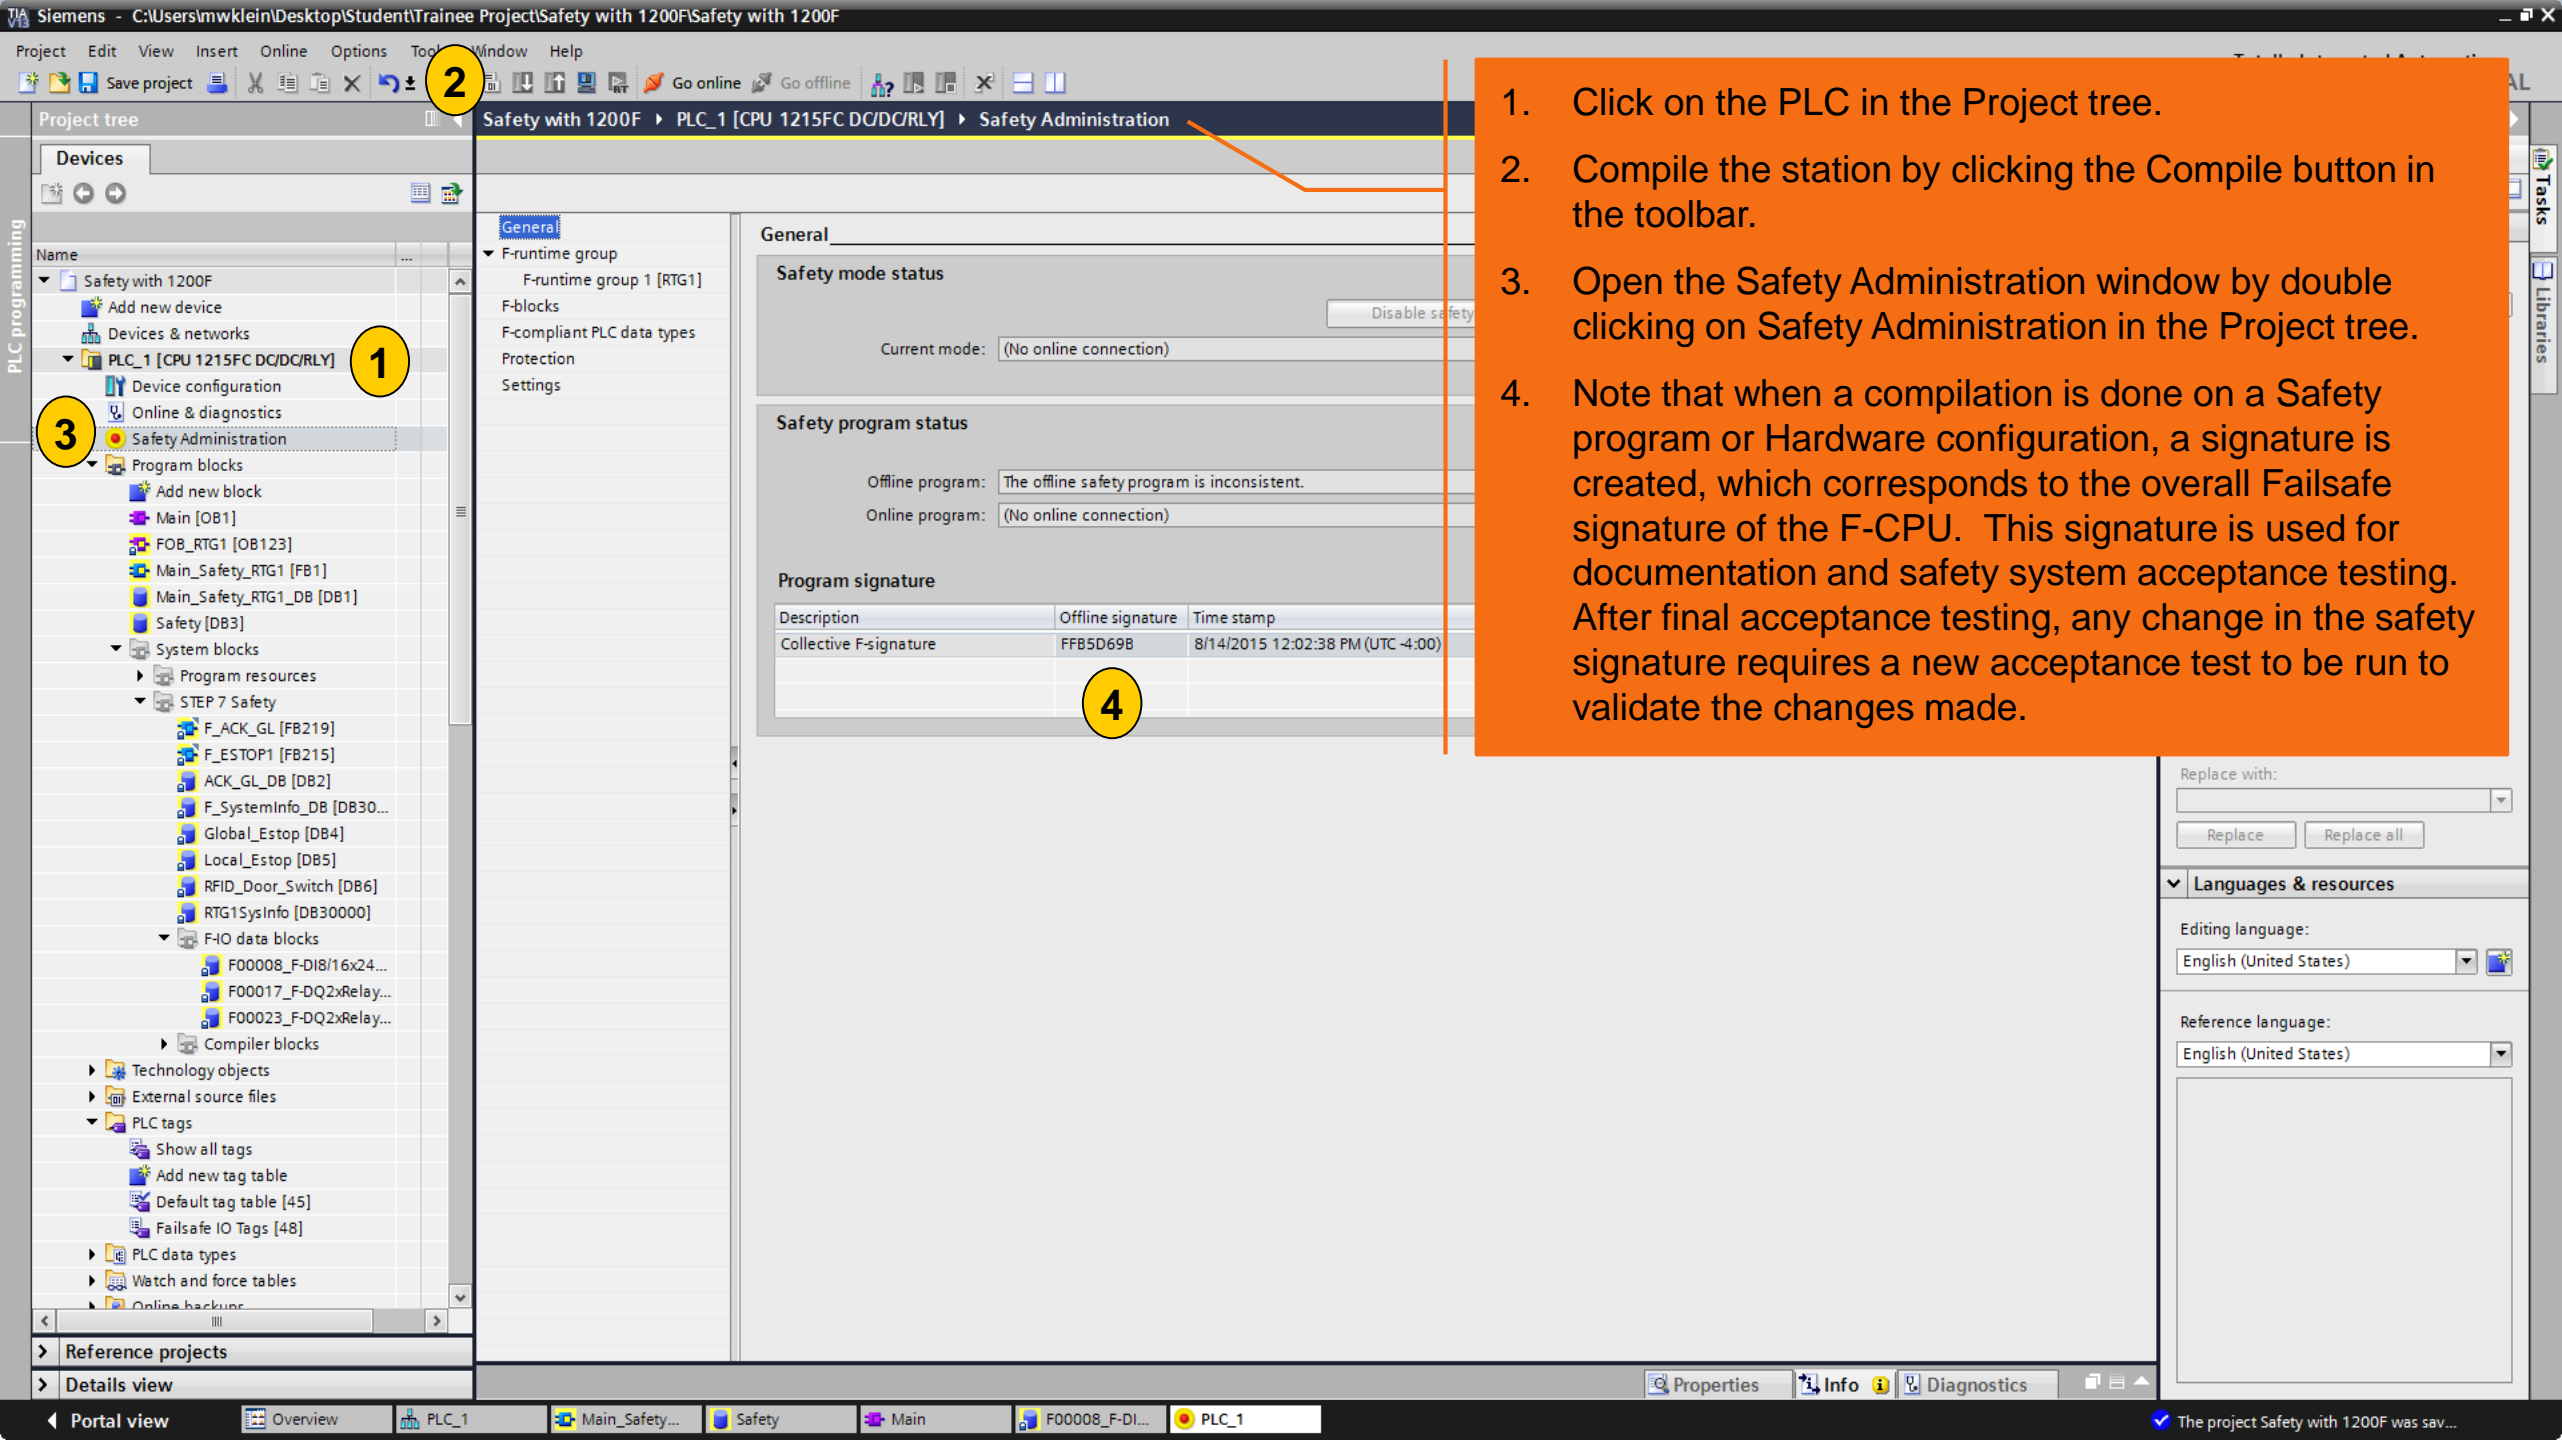 Siemens - C:\Users\mwklein\Desktop\Student\Trainee Project\Safety with 1200F\Safety with 1200F
Project Edit View Insert Online Options Window Help
Save project Go online Go offline
2
Project tree
Safety with 1200F PLC_1 [CPU 1215FC DC/DC/RLY] Safety Administration
Devices
PLC programming
Name ...
Safety with 1200F
Add new device
Devices & networks
PLC_1 [CPU 1215FC DC/DC/RLY]
1
Device configuration
Online & diagnostics
3
Safety Administration
Program blocks
Add new block
Main [OB1]
FOB_RTG1 [OB123]
Main_Safety_RTG1 [FB1]
Main_Safety_RTG1_DB [DB1]
Safety [DB3]
System blocks
Program resources
STEP 7 Safety
F_ACK_GL [FB219]
F_ESTOP1 [FB215]
ACK_GL_DB [DB2]
F_SystemInfo_DB [DB30...
Global_Estop [DB4]
Local_Estop [DB5]
RFID_Door_Switch [DB6]
RTG1SysInfo [DB30000]
F-IO data blocks
F00008_F-DI8/16x24...
F00017_F-DQ2xRelay...
F00023_F-DQ2xRelay...
Compiler blocks
Technology objects
External source files
PLC tags
Show all tags
Add new tag table
Default tag table [45]
Failsafe IO Tags [48]
PLC data types
Watch and force tables
Online backups
Reference projects
Details view
General
F-runtime group
F-runtime group 1 [RTG1]
F-blocks
F-compliant PLC data types
Protection
Settings
General
Safety mode status
Disable safety
Current mode: (No online connection)
Safety program status
Offline program: The offline safety program is inconsistent.
Online program: (No online connection)
Program signature
Description Offline signature Time stamp
Collective F-signature FFB5D69B 8/14/2015 12:02:38 PM (UTC -4:00)
4
1. Click on the PLC in the Project tree.
2. Compile the station by clicking the Compile button in
the toolbar.
3. Open the Safety Administration window by double
clicking on Safety Administration in the Project tree.
4. Note that when a compilation is done on a Safety
program or Hardware configuration, a signature is
created, which corresponds to the overall Failsafe
signature of the F-CPU. This signature is used for
documentation and safety system acceptance testing.
After final acceptance testing, any change in the safety
signature requires a new acceptance test to be run to
validate the changes made.
Tasks
Libraries
Replace with:
Replace Replace all
Languages & resources
Editing language:
English (United States)
Reference language:
English (United States)
Properties Info Diagnostics
Portal view Overview PLC_1 Main_Safety... Safety Main F00008_F-DI... PLC_1
The project Safety with 1200F was sav...